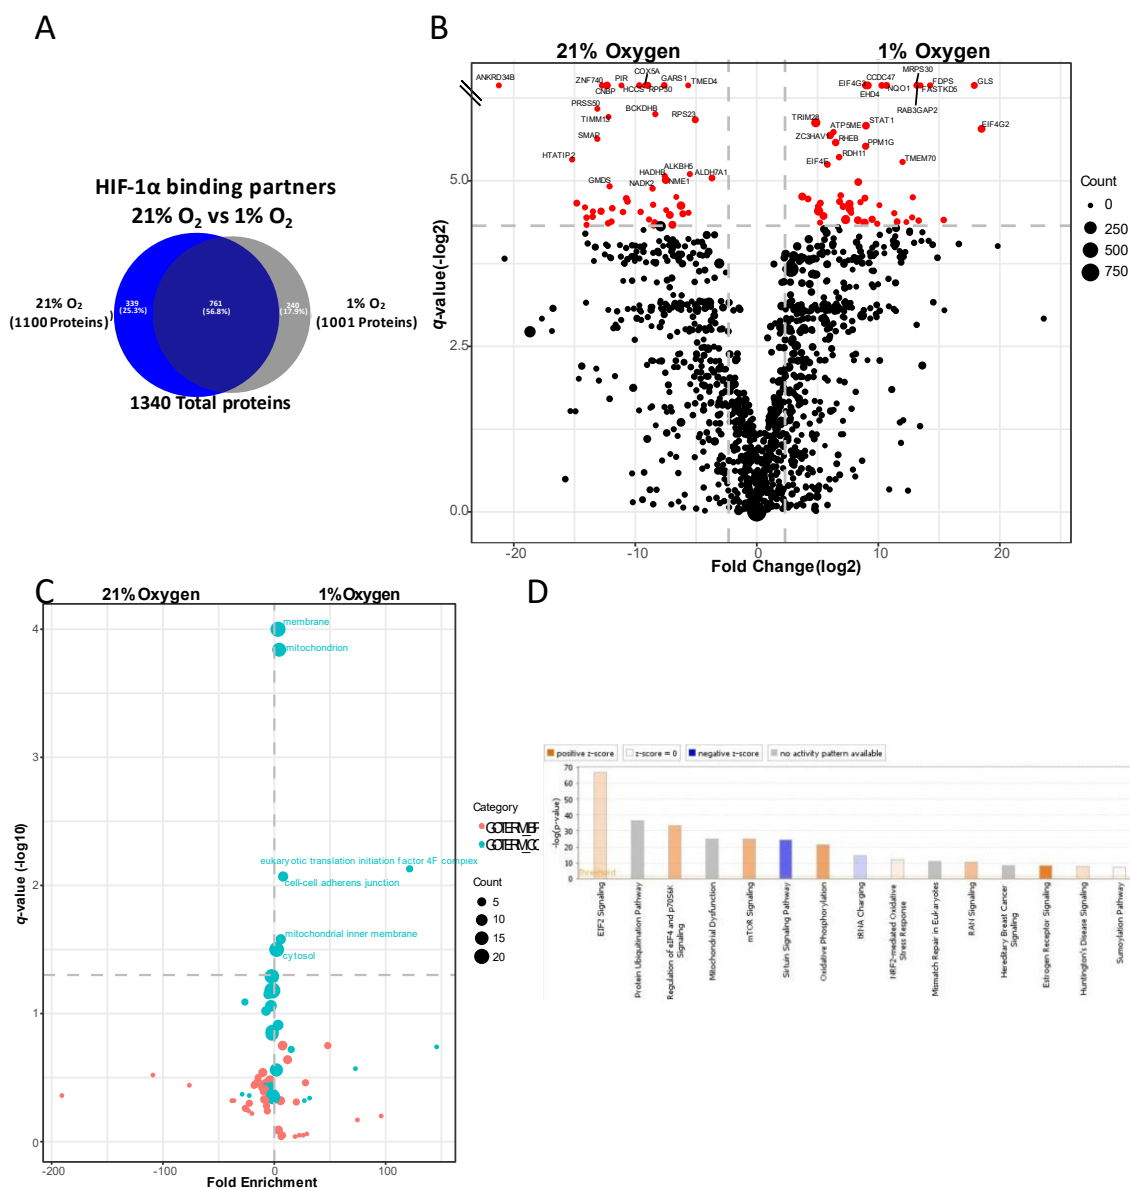 A
HIF-1α binding partners
21% O₂ vs 1% O₂
21% O₂
(1100 Proteins)
339
(25.3%)
761
(56.8%)
240
(17.9%)
1% O₂
(1001 Proteins)
1340 Total proteins
B
21% Oxygen
1% Oxygen
ANKRD34B
ZNF740
CNBP
PIR
HCCS
COX5A
RPP30
GARS1
TMED4
PRSS50
TIMM13
BCKDHB
RPS23
SMAP
HTATIP2
GMDS
HADHB
ALKBH5
NADK2
NME1
ALDH7A1
EIF4G3
CCDC47
EHD4
NQO1
MRPS30
RAB3GAP2
FDPS
FASTKD5
GLS
TRIM28
ATP5ME
STAT1
EIF4G2
ZC3HAV1
RHEB
PPM1G
RDH11
EIF4E
TMEM70
5.0
2.5
0.0
q-value(-log2)
-20
-10
0
10
20
Fold Change(log2)
Count
0
250
500
750
C
21% Oxygen
1%Oxygen
membrane
mitochondrion
eukaryotic translation initiation factor 4F complex
cell-cell adherens junction
mitochondrial inner membrane
cytosol
4
3
2
1
0
q-value (-log10)
-200
-100
0
100
Fold Enrichment
Category
GOTERM_BP
GOTERM_CC
Count
5
10
15
20
D
positive z-score
z-score = 0
negative z-score
no activity pattern available
70
60
50
40
30
20
10
0
-log(p-value)
Threshold
EIF2 Signaling
Protein Ubiquitination Pathway
Regulation of eIF4 and p70S6K
Signaling
Mitochondrial Dysfunction
mTOR Signaling
Sirtuin Signaling Pathway
Oxidative Phosphorylation
tRNA Charging
NRF2-mediated Oxidative
Stress Response
Mismatch Repair in Eukaryotes
RAN Signaling
Hereditary Breast Cancer
Signaling
Estrogen Receptor Signaling
Huntington's Disease Signaling
Sumoylation Pathway